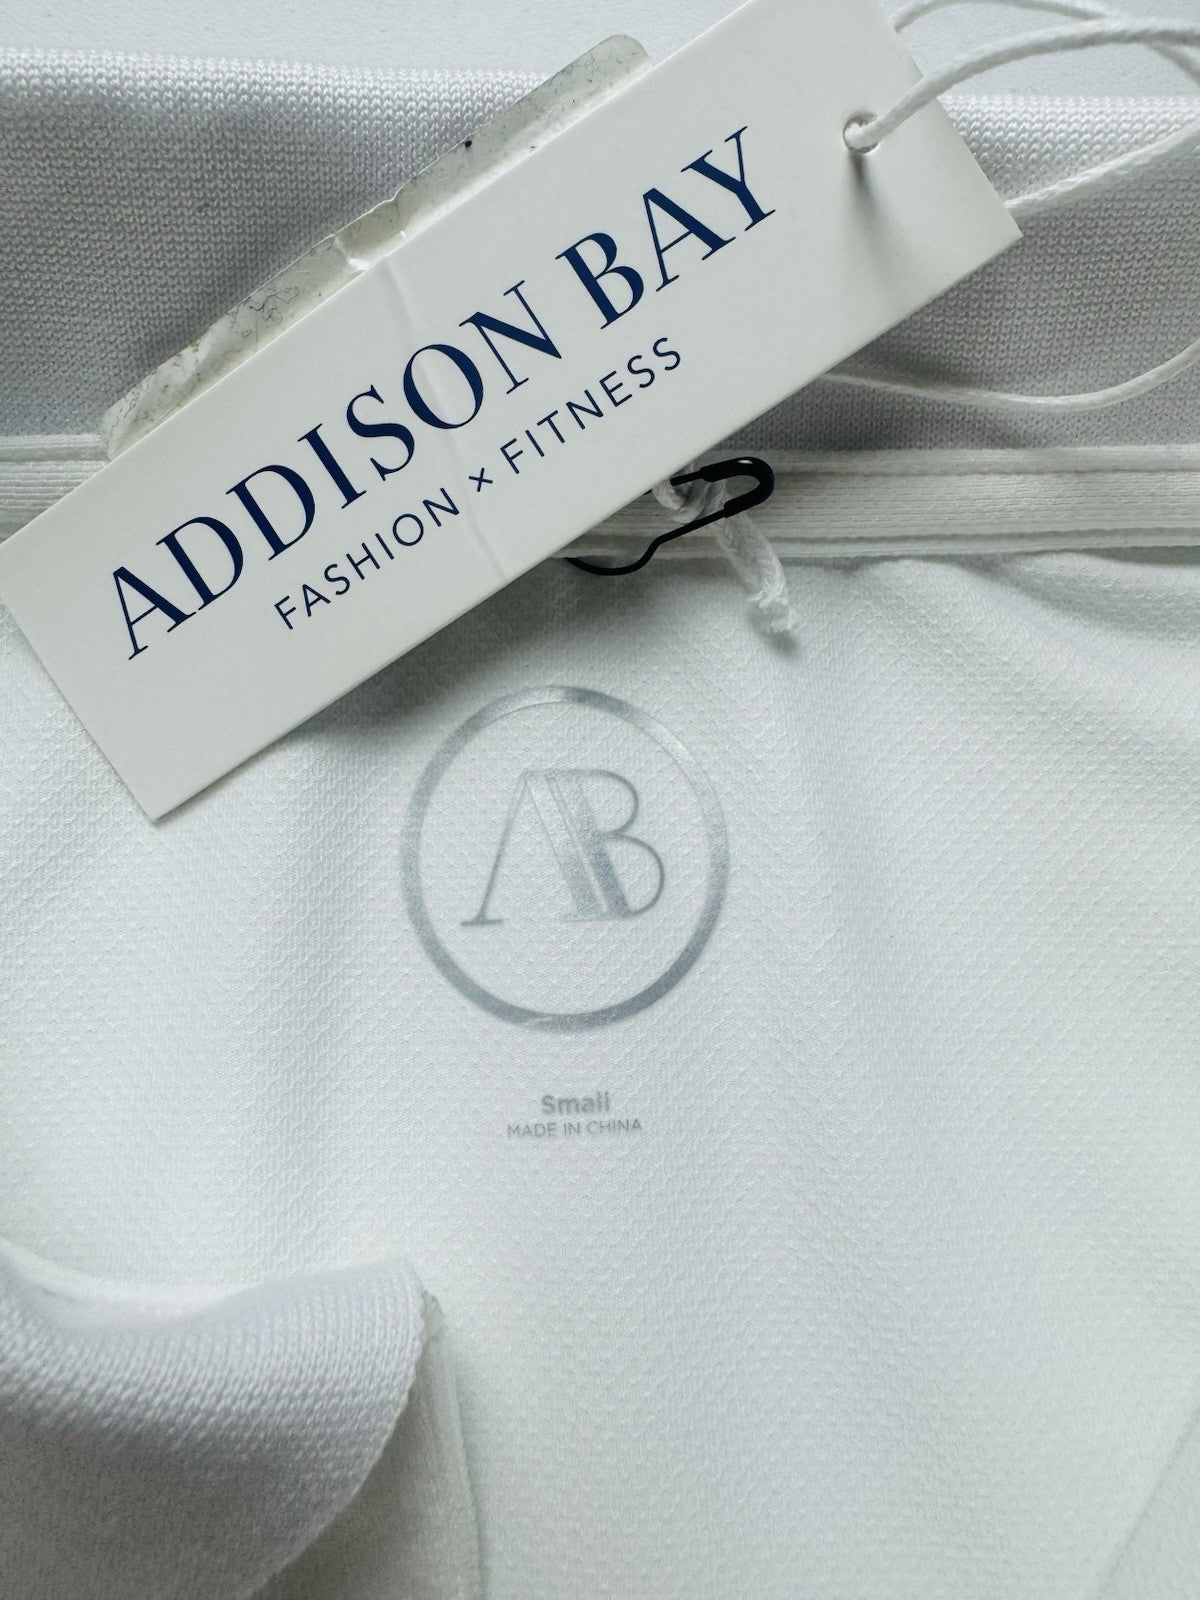 ADDISON BAY
FASHION × FITNESS
AB
Small
MADE IN CHINA